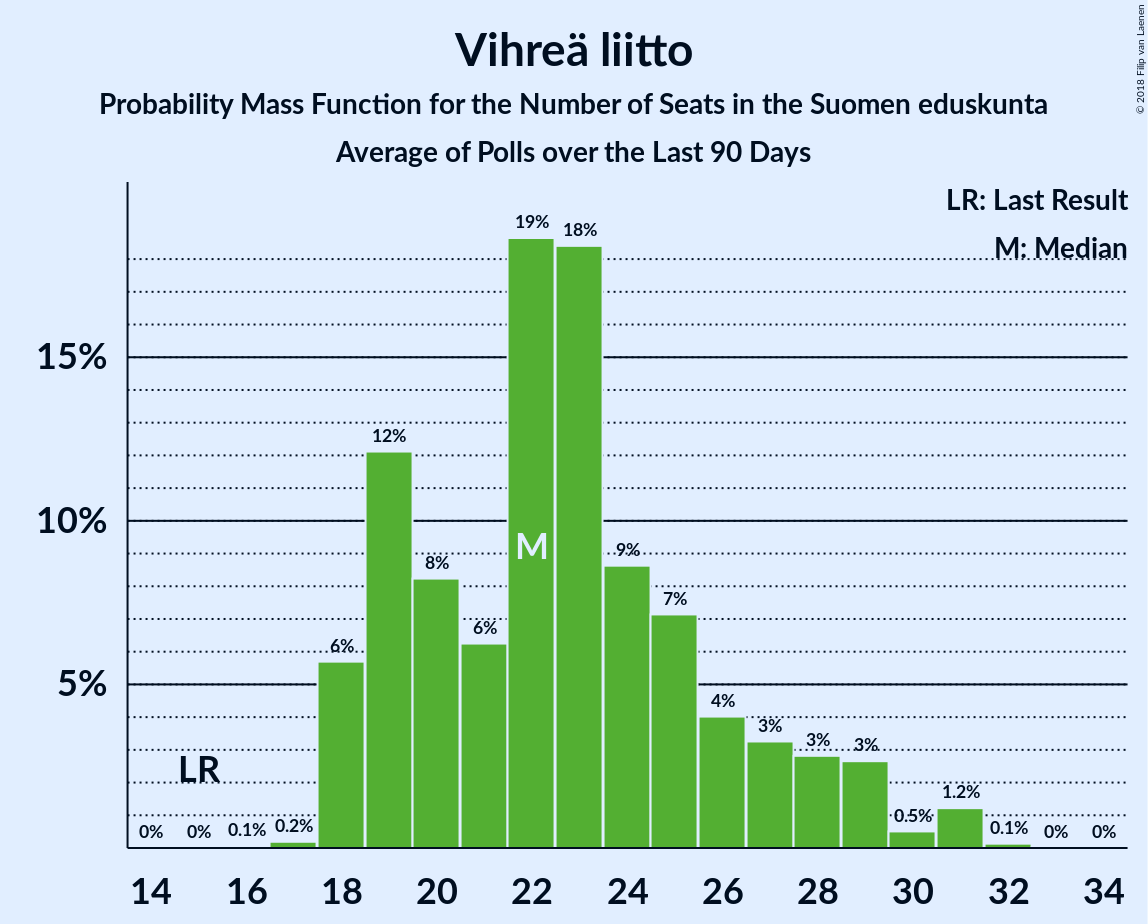 Vihreä liitto
Probability Mass Function for the Number of Seats in the Suomen eduskunta
Average of Polls over the Last 90 Days
© 2018 Filip van Laenen
LR: Last Result
M: Median
15%
10%
5%
0%
0%
0.1%
0.2%
6%
12%
8%
6%
19%
18%
9%
7%
4%
3%
3%
3%
0.5%
1.2%
0.1%
0%
0%
LR
M
14 16 18 20 22 24 26 28 30 32 34